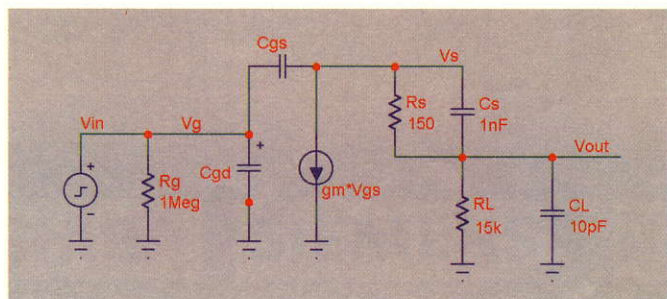 Cgs
Vs
Rs
150
Cs
1nF
Vin
Vg
Vout
Rg
1Meg
Cgd
gm*Vgs
RL
15k
CL
10pF